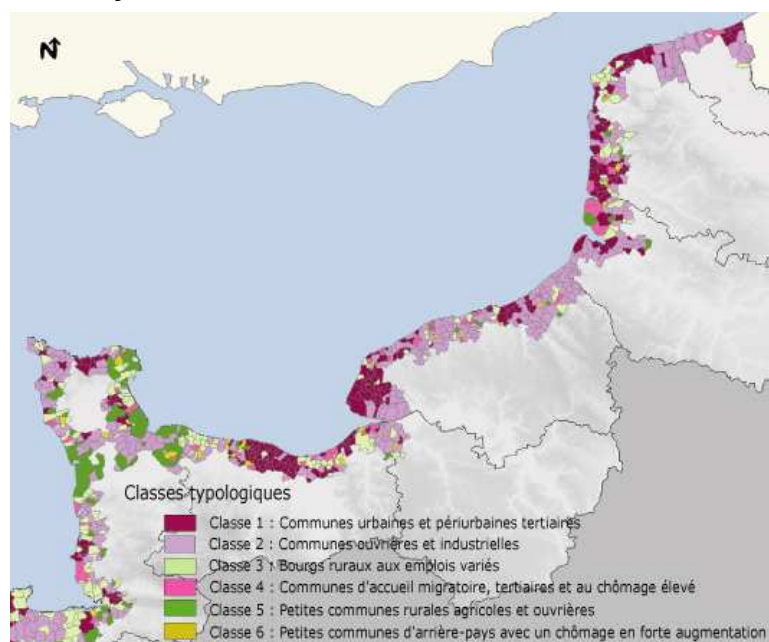 N
Classes typologiques
Classe 1 : Communes urbaines et périurbaines tertiaires
Classe 2 : Communes ouvrières et industrielles
Classe 3 : Bourgs ruraux aux emplois variés
Classe 4 : Communes d'accueil migratoire, tertiaires et au chômage élevé
Classe 5 : Petites communes rurales agricoles et ouvrières
Classe 6 : Petites communes d'arrière-pays avec un chômage en forte augmentation